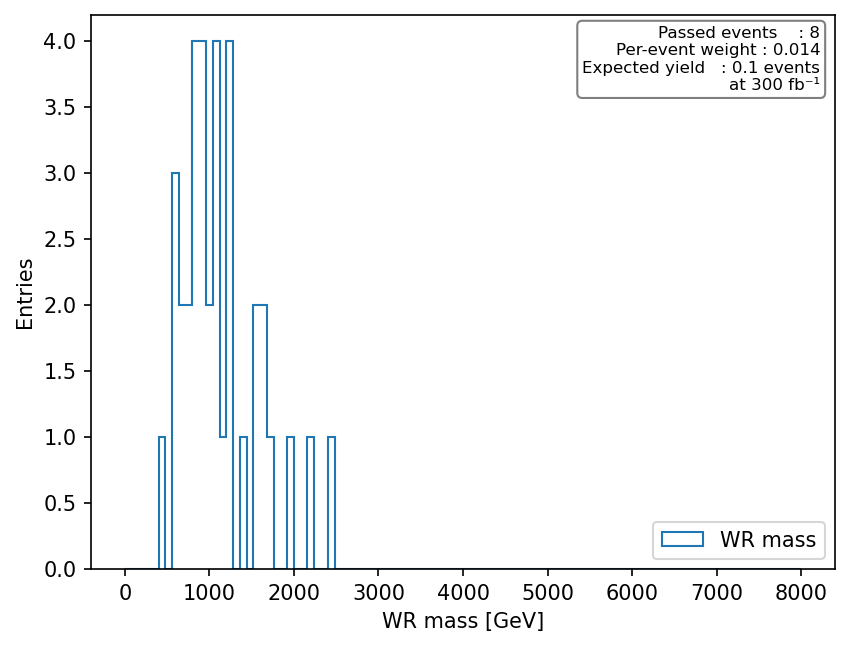 4.0
3.5
3.0
2.5
2.0
1.5
1.0
0.5
0.0
Entries
Passed events    : 8
Per-event weight : 0.014
Expected yield   : 0.1 events
at 300 fb⁻¹
WR mass
0 1000 2000 3000 4000 5000 6000 7000 8000
WR mass [GeV]